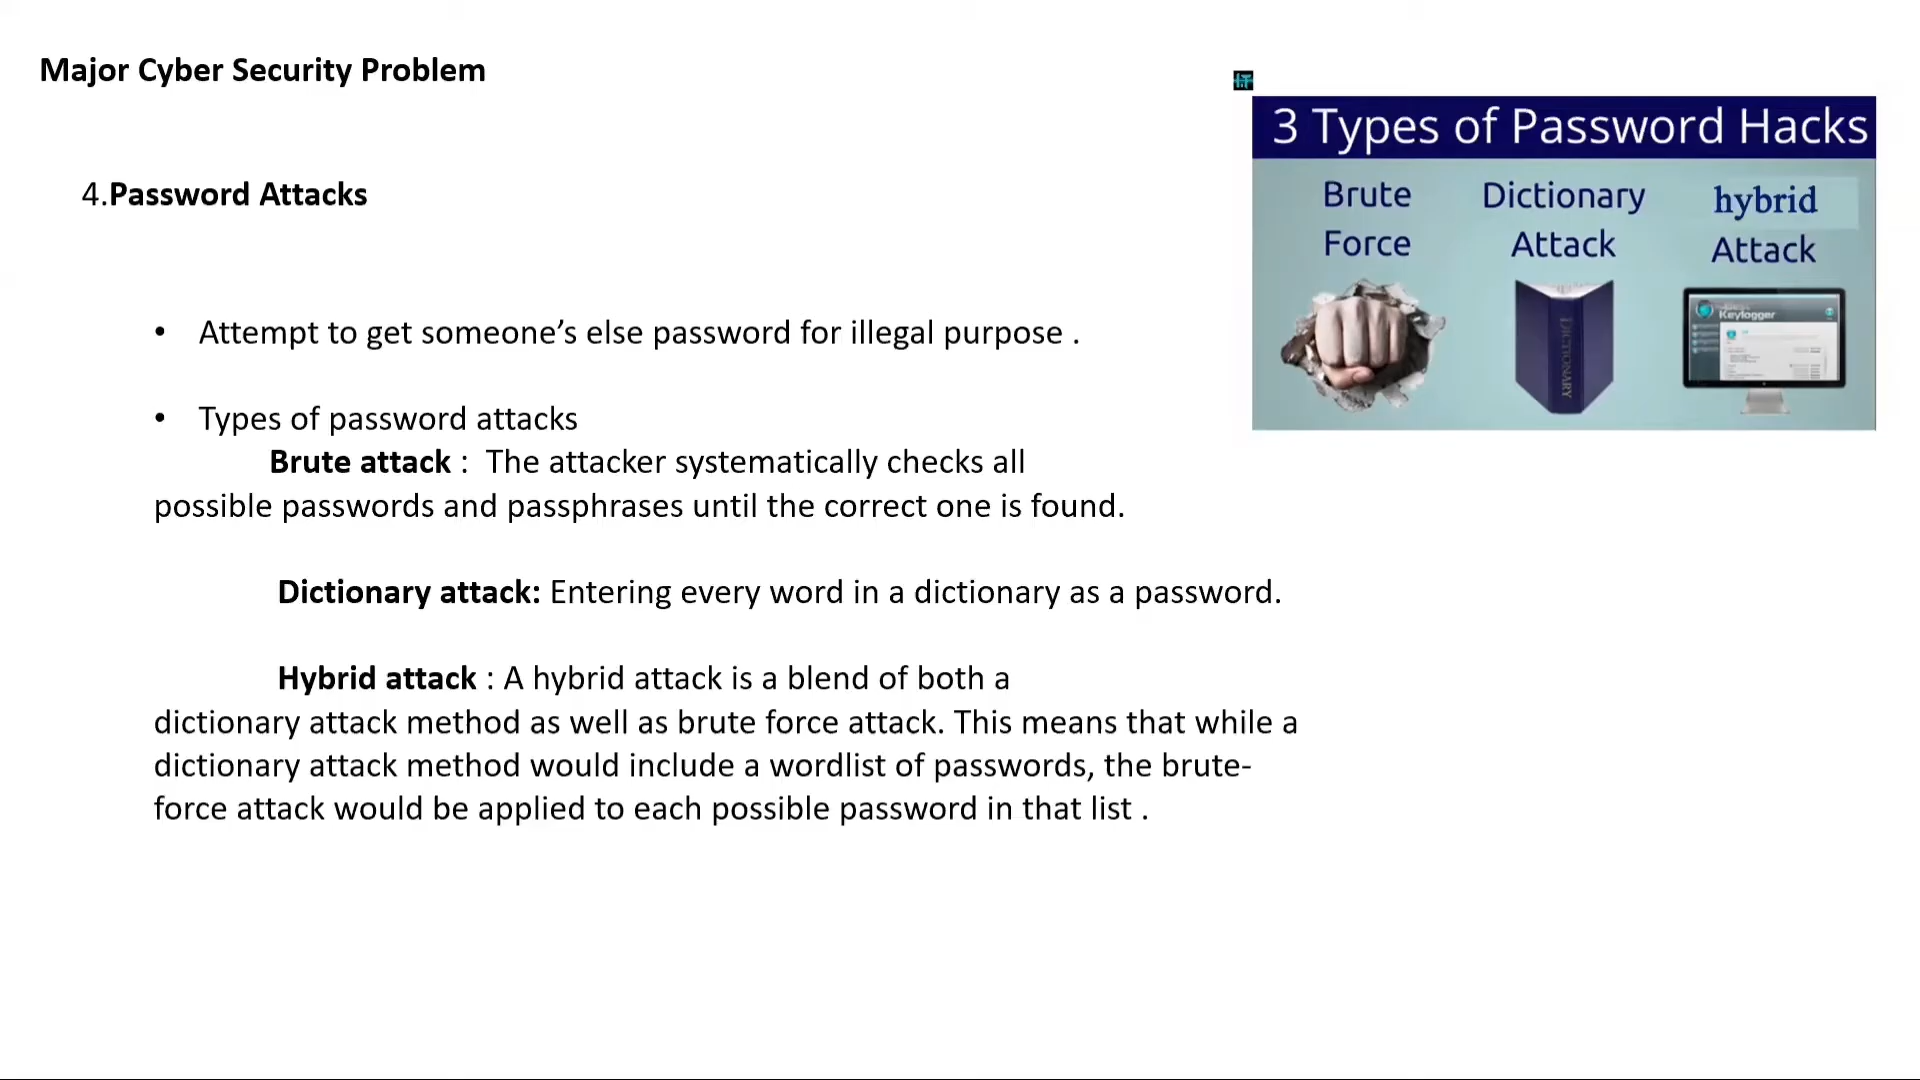 Major Cyber Security Problem
4.Password Attacks
• Attempt to get someone’s else password for illegal purpose .
• Types of password attacks
Brute attack : The attacker systematically checks all
possible passwords and passphrases until the correct one is found.
Dictionary attack: Entering every word in a dictionary as a password.
Hybrid attack : A hybrid attack is a blend of both a
dictionary attack method as well as brute force attack. This means that while a
dictionary attack method would include a wordlist of passwords, the brute-
force attack would be applied to each possible password in that list .
3 Types of Password Hacks
Brute
Force
Dictionary
Attack
hybrid
Attack
DICTIONARY
Keylogger